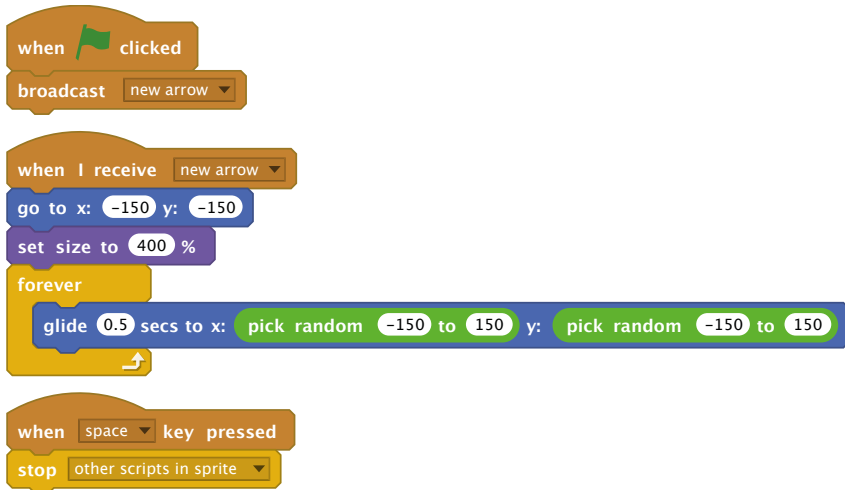 when clicked
broadcast new arrow
when I receive new arrow
go to x: -150 y: -150
set size to 400 %
forever
glide 0.5 secs to x: pick random -150 to 150 y: pick random -150 to 150
when space key pressed
stop other scripts in sprite